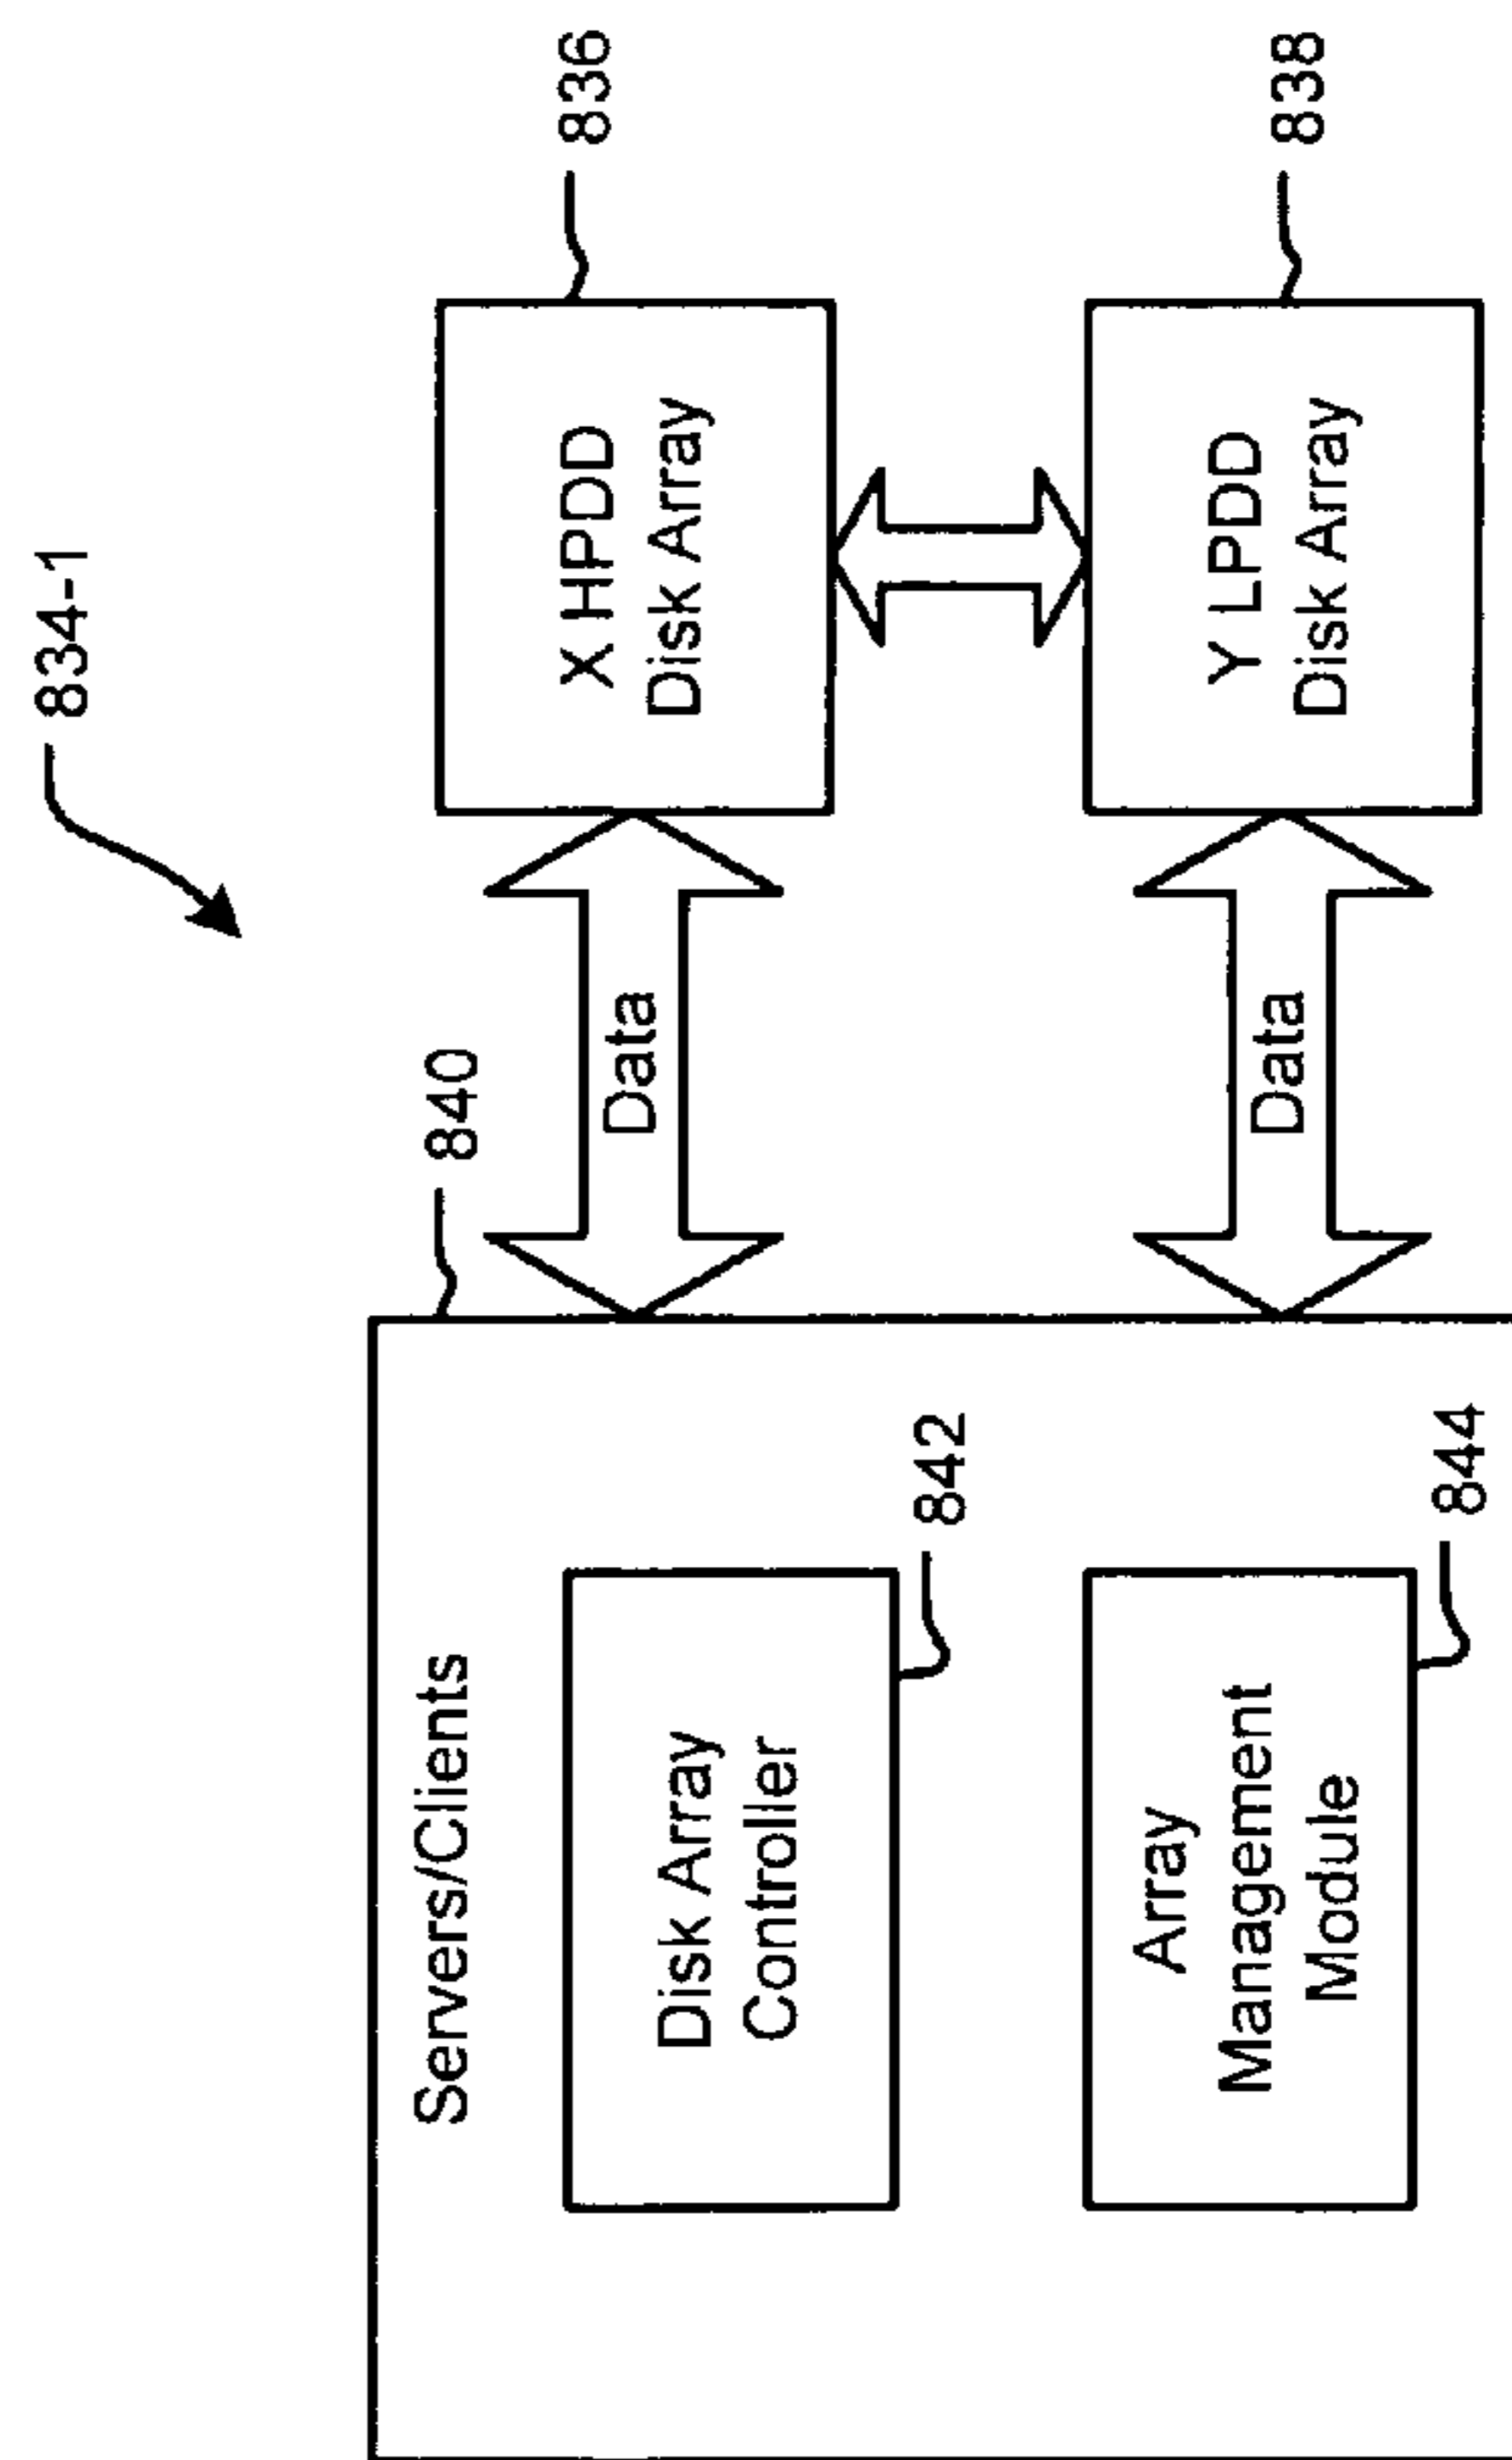 834-1
840
Servers/Clients
Disk Array
Controller
842
Array
Management
Module
844
Data
Data
X HPDD
Disk Array
836
Y LPDD
Disk Array
838